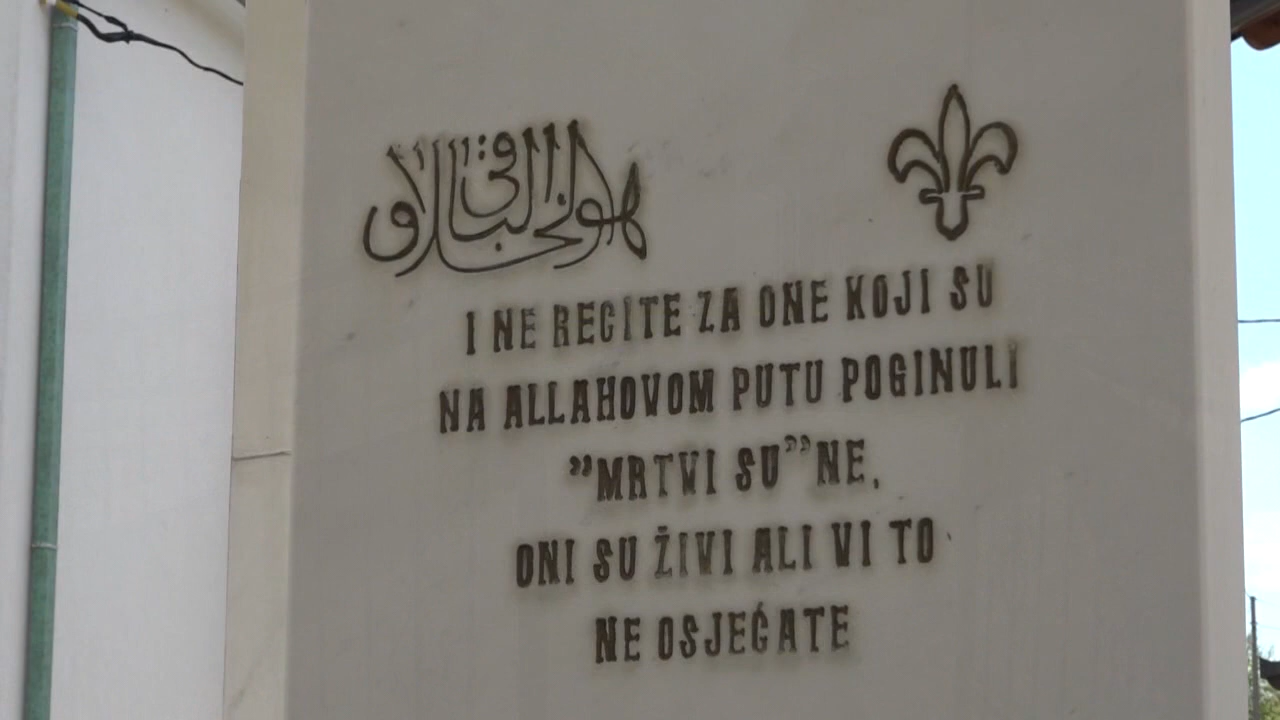 هو الخلاق الباقي
I NE RECITE ZA ONE KOJI SU
NA ALLAHOVOM PUTU POGINULI
”MRTVI SU”NE,
ONI SU ŽIVI ALI VI TO
NE OSJEĆATE